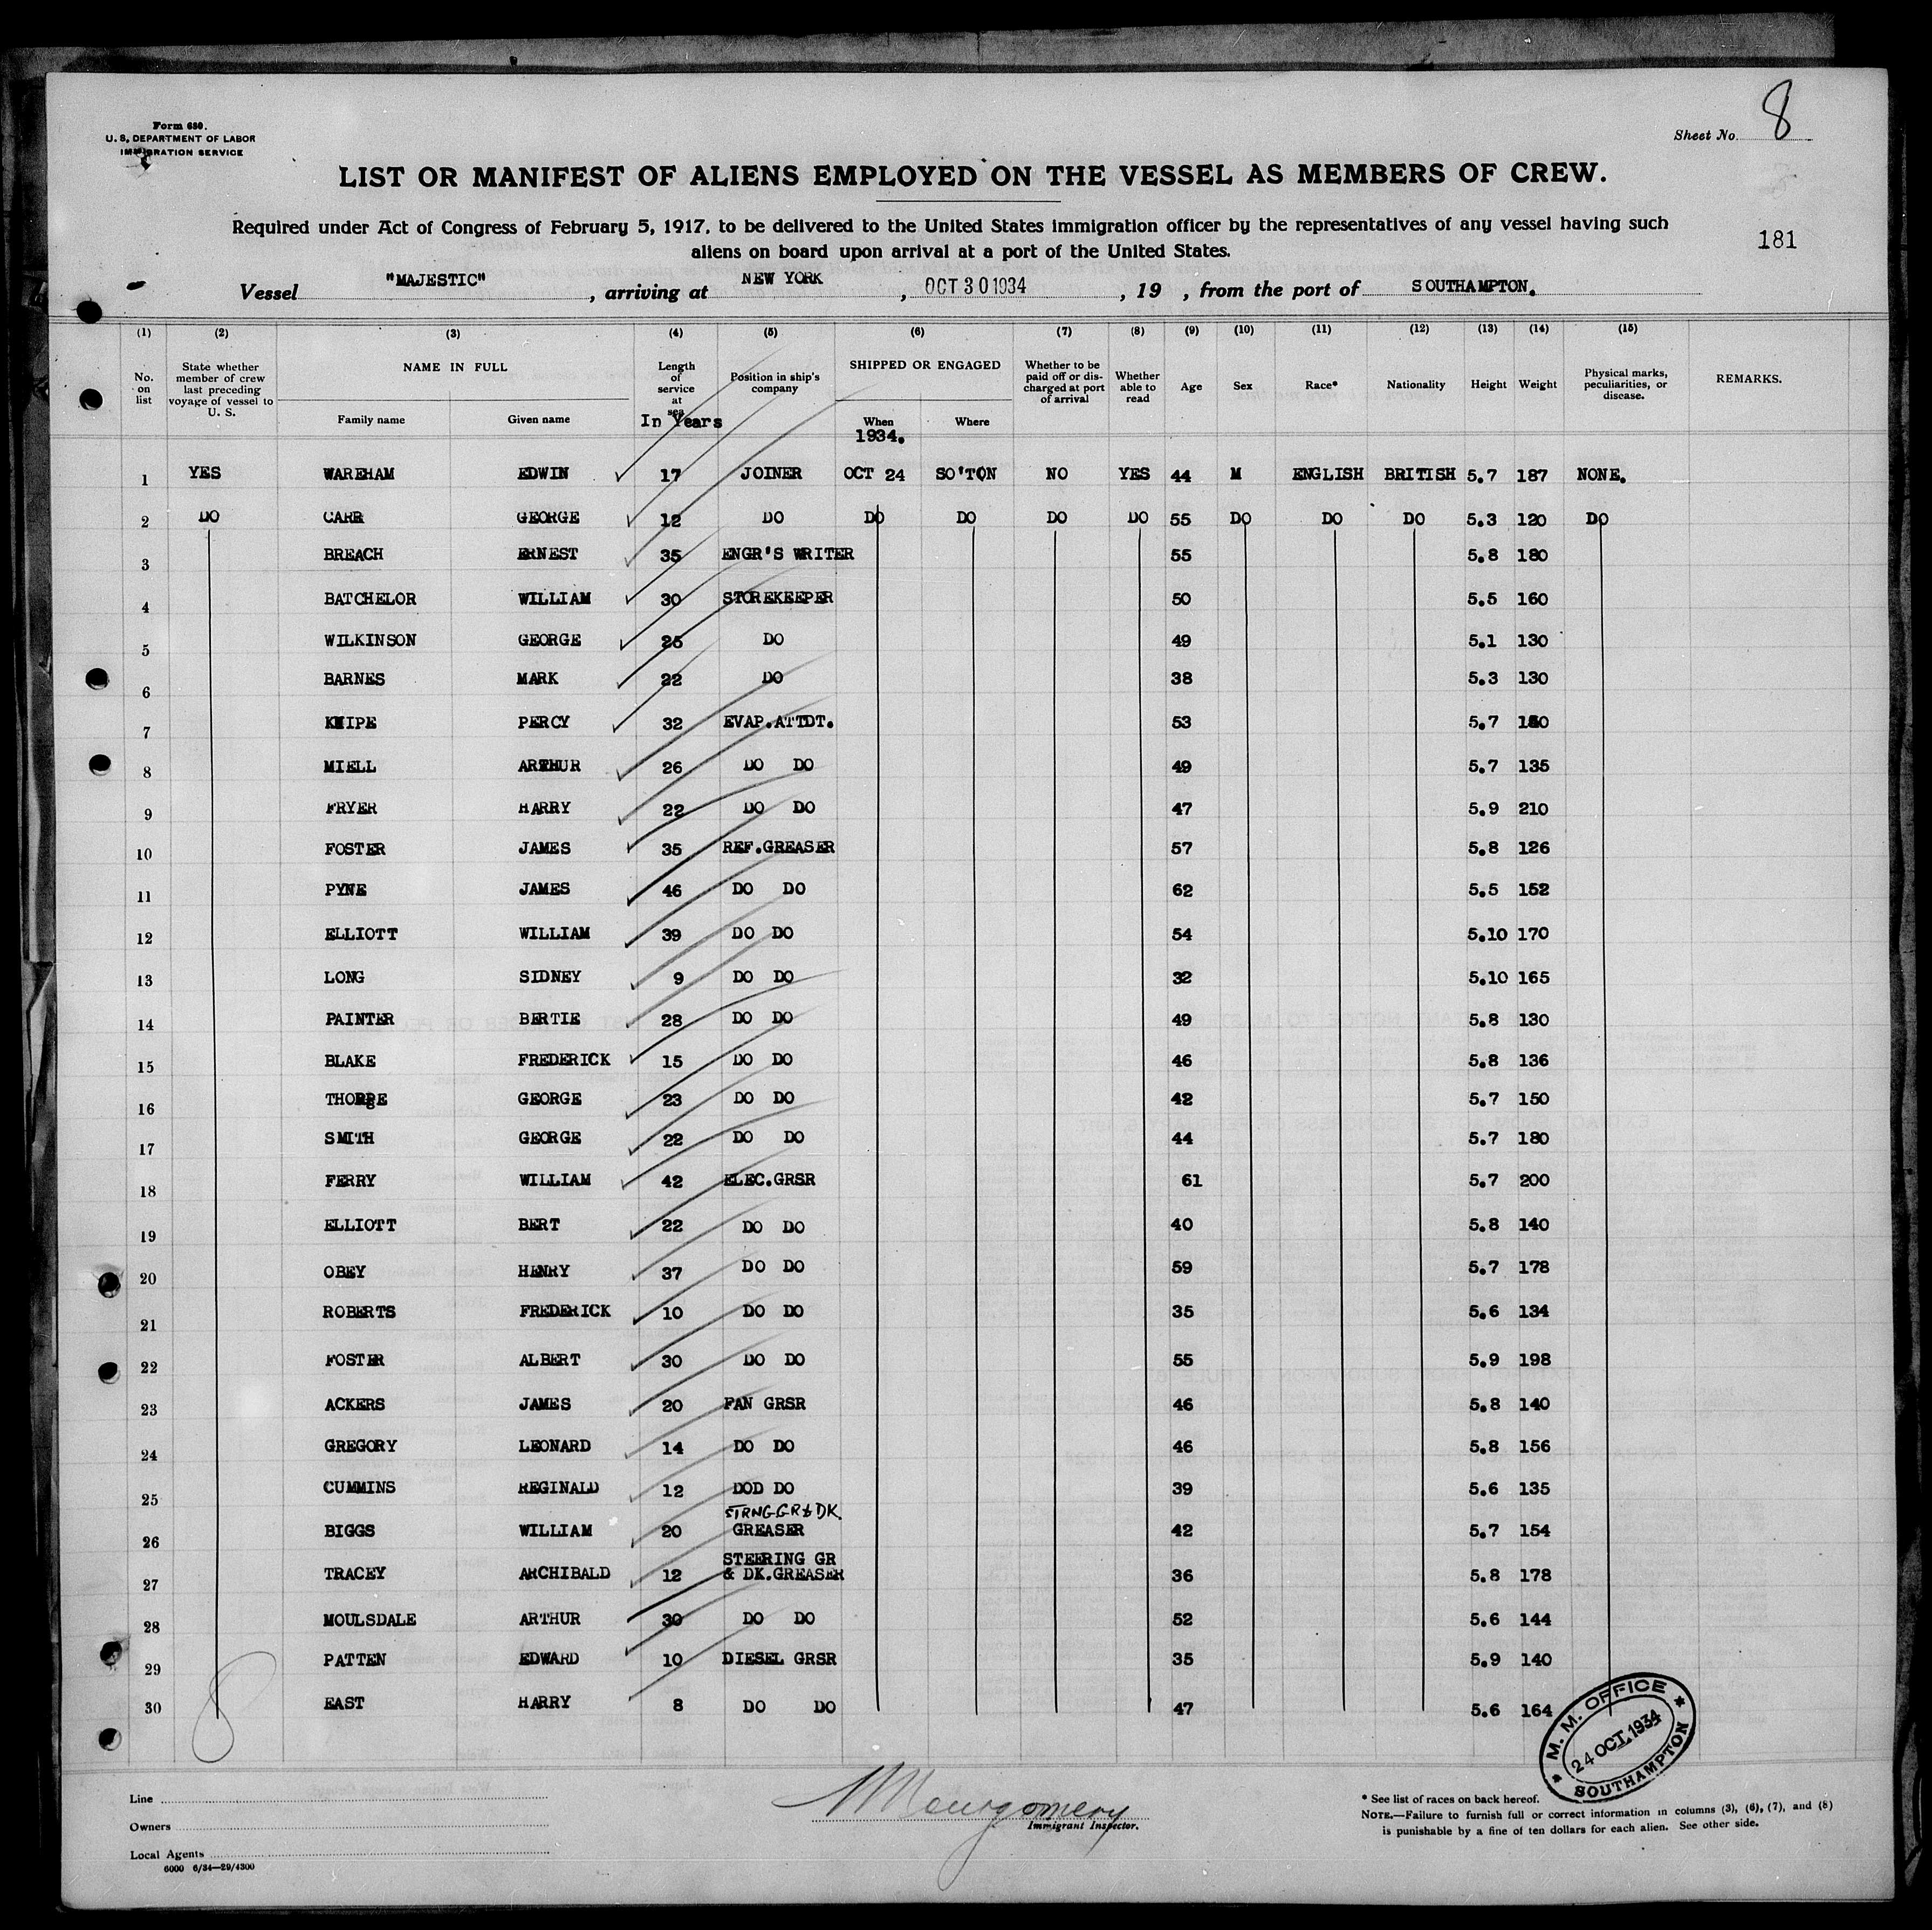 Form 680.
U. S. DEPARTMENT OF LABOR
IMMIGRATION SERVICE
Sheet No. 8
LIST OR MANIFEST OF ALIENS EMPLOYED ON THE VESSEL AS MEMBERS OF CREW.
Required under Act of Congress of February 5, 1917, to be delivered to the United States immigration officer by the representatives of any vessel having such
aliens on board upon arrival at a port of the United States.
181
Vessel "MAJESTIC", arriving at NEW YORK, OCT 30 1934, 19 , from the port of SOUTHAMPTON.
(1) (2) (3) (4) (5) (6) (7) (8) (9) (10) (11) (12) (13) (14) (15)
No. on list State whether member of crew last preceding voyage of vessel to U. S. NAME IN FULL Family name Given name Length of service at sea In Years Position in ship's company SHIPPED OR ENGAGED When 1934. Where Whether to be paid off or discharged at port of arrival Whether able to read Age Sex Race* Nationality Height Weight Physical marks, peculiarities, or disease. REMARKS.
1 YES WAREHAM EDWIN 17 JOINER OCT 24 SO'TON NO YES 44 M ENGLISH BRITISH 5.7 187 NONE.
2 DO CARR GEORGE 12 DO DO DO DO DO 55 DO DO DO 5.3 120 DO
3 BREACH ERNEST 35 ENGR'S WRITER 55 5.8 180
4 BATCHELOR WILLIAM 30 STOREKEEPER 50 5.5 160
5 WILKINSON GEORGE 25 DO 49 5.1 130
6 BARNES MARK 22 DO 38 5.3 130
7 KNIPE PERCY 32 EVAP.ATTDT. 53 5.7
8 MIELL ARTHUR 26 DO DO 49 5.7 135
9 FRYER HARRY 22 DO DO 47 5.9 210
10 FOSTER JAMES 35 REF.GREASER 57 5.8 126
11 PYNE JAMES 46 DO DO 62 5.5 152
12 ELLIOTT WILLIAM 39 DO DO 54 5.10 170
13 LONG SIDNEY 9 DO DO 32 5.10 165
14 PAINTER BERTIE 28 DO DO 49 5.8 130
15 BLAKE FREDERICK 15 DO DO 46 5.8 136
16 GEORGE 23 DO DO 42 5.7 150
17 SMITH GEORGE 22 DO DO 44 5.7 180
18 FERRY WILLIAM 42 ELEC.GRSR 61 5.7 200
19 ELLIOTT BERT 22 DO DO 40 5.8 140
20 OBEY HENRY 37 DO DO 59 5.7 178
21 ROBERTS FREDERICK 10 DO DO 35 5.6 134
22 FOSTER ALBERT 30 DO DO 55 5.9 198
23 ACKERS JAMES 20 FAN GRSR 46 5.8 140
24 GREGORY LEONARD 14 DO DO 46 5.8 156
25 CUMMINS REGINALD 12 DOD DO 39 5.6 135
26 BIGGS WILLIAM 20 STRNG GR & DK. GREASER 42 5.7 154
27 TRACEY ARCHIBALD 12 STEERING GR & DK.GREASER 36 5.8 178
28 MOULSDALE ARTHUR 30 DO DO 52 5.6 144
29 PATTEN EDWARD 10 DIESEL GRSR 35 5.9 140
30 EAST HARRY 8 DO DO 47 5.6 164
8
M. M. OFFICE
24 OCT. 1934
SOUTHAMPTON
Line
Owners
Local Agents
6000 6/34—29/4300
Montgomery
Immigrant Inspector.
* See list of races on back hereof.
NOTE.—Failure to furnish full or correct information in columns (3), (6), (7), and (8)
is punishable by a fine of ten dollars for each alien. See other side.